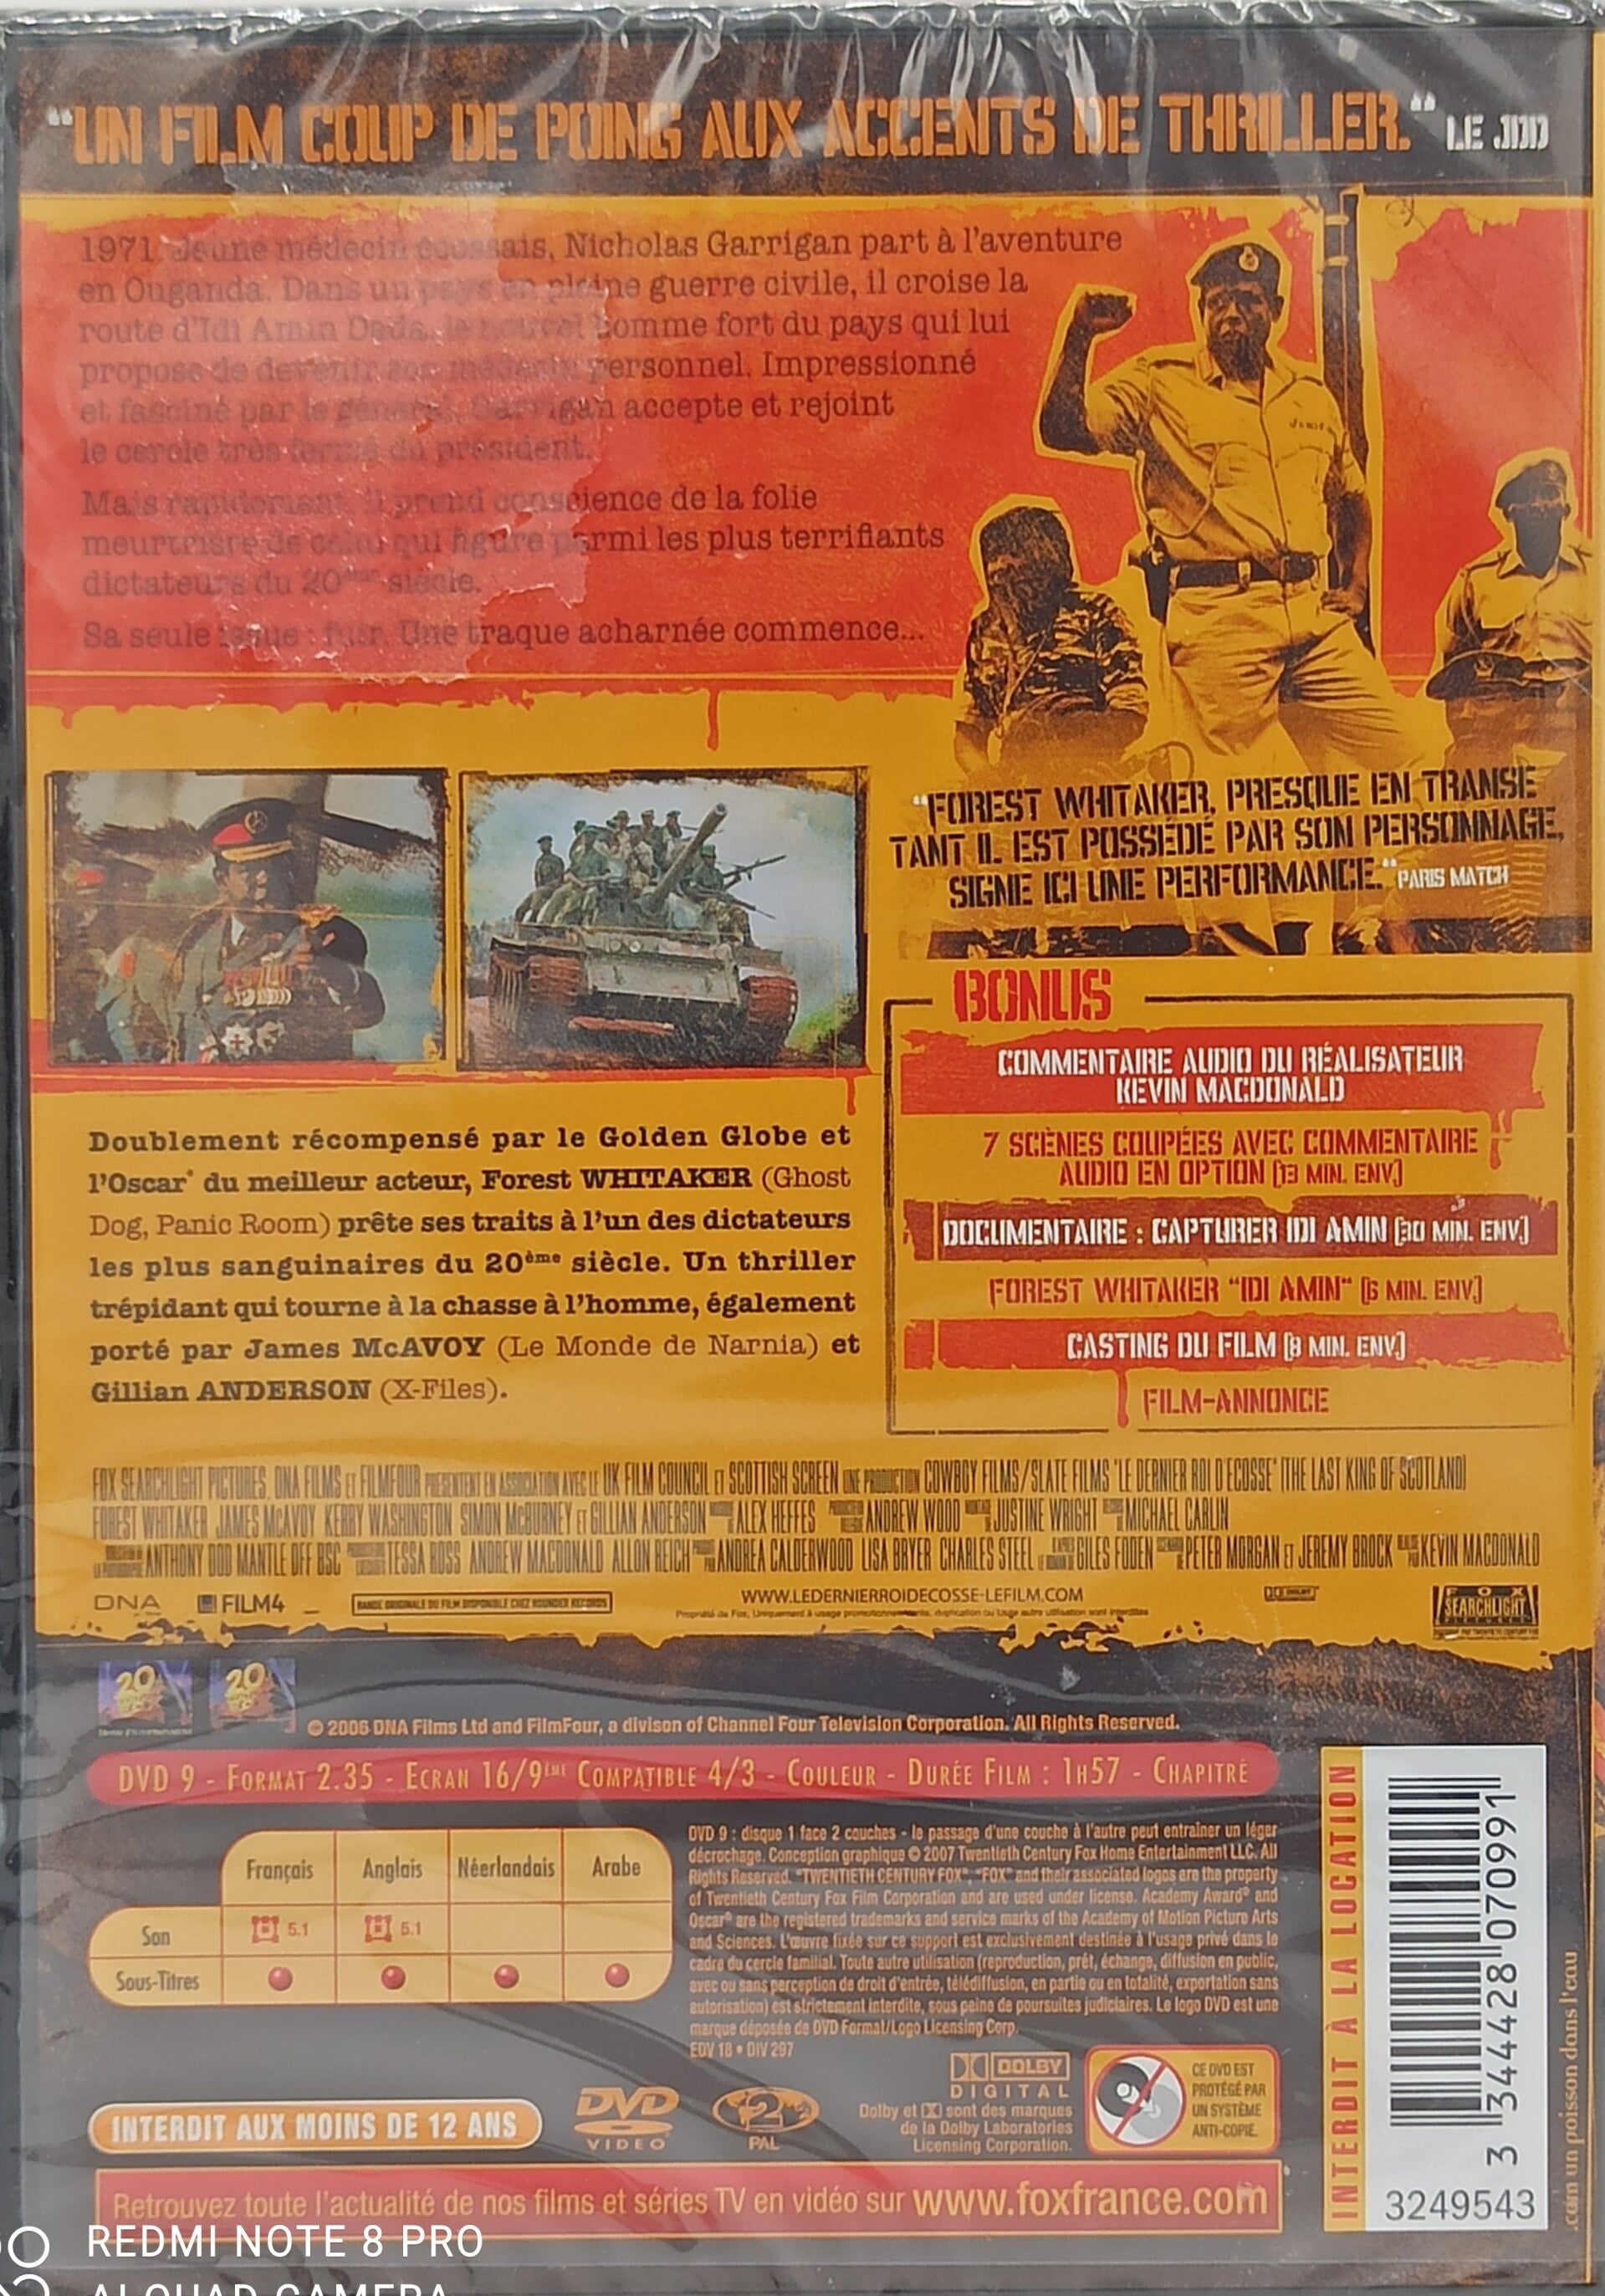 "UN FILM COUP DE POING AUX ACCENTS DE THRILLER." LE JDD
1971. Jeune médecin écossais, Nicholas Garrigan part à l'aventure
en Ouganda. Dans un pays en pleine guerre civile, il croise la
route d'Idi Amin Dada, le nouvel homme fort du pays qui lui
propose de devenir son médecin personnel. Impressionné
et fasciné par le général, Garrigan accepte et rejoint
le cercle très fermé du président.
Mais rapidement, il prend conscience de la folie
meurtrière de celui qui figure parmi les plus terrifiants
dictateurs du 20ème siècle.
Sa seule issue : fuir. Une traque acharnée commence...
"FOREST WHITAKER, PRESQUE EN TRANSE
TANT IL EST POSSÉDÉ PAR SON PERSONNAGE,
SIGNE ICI UNE PERFORMANCE." PARIS MATCH
BONUS
COMMENTAIRE AUDIO DU RÉALISATEUR
KEVIN MACDONALD
7 SCÈNES COUPÉES AVEC COMMENTAIRE
AUDIO EN OPTION (13 MIN. ENV.)
DOCUMENTAIRE : CAPTURER IDI AMIN (30 MIN. ENV.)
FOREST WHITAKER "IDI AMIN" (6 MIN. ENV.)
CASTING DU FILM (8 MIN. ENV.)
FILM-ANNONCE
Doublement récompensé par le Golden Globe et
l'Oscar® du meilleur acteur, Forest WHITAKER (Ghost
Dog, Panic Room) prête ses traits à l'un des dictateurs
les plus sanguinaires du 20ème siècle. Un thriller
trépidant qui tourne à la chasse à l'homme, également
porté par James McAVOY (Le Monde de Narnia) et
Gillian ANDERSON (X-Files).
FOX SEARCHLIGHT PICTURES, DNA FILMS ET FILMFOUR PRESENTENT EN ASSOCIATION AVEC LE UK FILM COUNCIL ET SCOTTISH SCREEN UNE PRODUCTION COWBOY FILMS/SLATE FILMS "LE DERNIER ROI D'ECOSSE" (THE LAST KING OF SCOTLAND)
FOREST WHITAKER JAMES McAVOY KERRY WASHINGTON SIMON McBURNEY ET GILLIAN ANDERSON ALEX HEFFES ANDREW WOOD JUSTINE WRIGHT MICHAEL CARLIN
ANTHONY DOD MANTLE DFF BSC TESSA ROSS ANDREW MACDONALD ALLON REICH ANDREA CALDERWOOD LISA BRYER CHARLES STEEL GILES FODEN PETER MORGAN ET JEREMY BROCK KEVIN MACDONALD
DNA FILM4 BANDE ORIGINALE DU FILM DISPONIBLE CHEZ ROUNDER RECORDS WWW.LEDERNIERROIDECOSSE-LEFILM.COM DOLBY FOX SEARCHLIGHT PICTURES
20 20
© 2006 DNA Films Ltd and FilmFour, a divison of Channel Four Television Corporation. All Rights Reserved.
DVD 9 - FORMAT 2.35 - ECRAN 16/9ÈME COMPATIBLE 4/3 - COULEUR - DURÉE FILM : 1H57 - CHAPITRÉ
Français Anglais Néerlandais Arabe
Son 5.1 5.1
Sous-Titres
DVD 9 : disque 1 face 2 couches - le passage d'une couche à l'autre peut entraîner un léger
décrochage. Conception graphique © 2007 Twentieth Century Fox Home Entertainment LLC. All
Rights Reserved. "TWENTIETH CENTURY FOX", "FOX" and their associated logos are the property
of Twentieth Century Fox Film Corporation and are used under license. Academy Award® and
Oscar® are the registered trademarks and service marks of the Academy of Motion Picture Arts
and Sciences. L'œuvre fixée sur ce support est exclusivement destinée à l'usage privé dans le
cadre du cercle familial. Toute autre utilisation (reproduction, prêt, échange, diffusion en public,
avec ou sans perception de droit d'entrée, télédiffusion, en partie ou en totalité, exportation sans
autorisation) est strictement interdite, sous peine de poursuites judiciaires. Le logo DVD est une
marque déposée de DVD Format/Logo Licensing Corp.
EDV 18 • DIV 297
INTERDIT AUX MOINS DE 12 ANS
DVD VIDEO
2 PAL
DOLBY
DIGITAL
Dolby et sont des marques
de la Dolby Laboratories
Licensing Corporation.
CE DVD EST
PROTÉGÉ PAR
UN SYSTÈME
ANTI-COPIE.
INTERDIT À LA LOCATION
3 344428 070991
3249543
Retrouvez toute l'actualité de nos films et séries TV en vidéo sur www.foxfrance.com
.com un poisson dans l'eau
REDMI NOTE 8 PRO
AI QUAD CAMERA